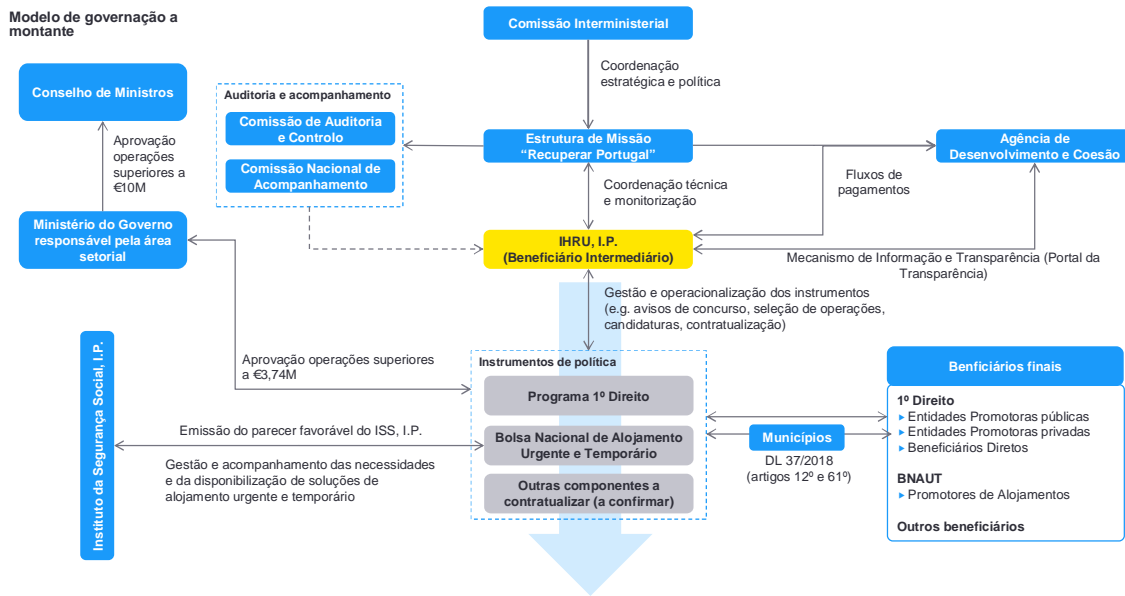 Modelo de governação a
montante
Comissão Interministerial
Coordenação
estratégica e política
Conselho de Ministros
Auditoria e acompanhamento
Comissão de Auditoria
e Controlo
Comissão Nacional de
Acompanhamento
Estrutura de Missão
“Recuperar Portugal”
Agência de
Desenvolvimento e Coesão
Aprovação
operações
superiores a
€10M
Coordenação técnica
e monitorização
Fluxos de
pagamentos
Ministério do Governo
responsável pela área
setorial
IHRU, I.P.
(Beneficiário Intermediário)
Mecanismo de Informação e Transparência (Portal da
Transparência)
Gestão e operacionalização dos instrumentos
(e.g. avisos de concurso, seleção de operações,
candidaturas, contratualização)
Instituto da Segurança Social, I.P.
Aprovação operações superiores
a €3,74M
Instrumentos de política
Programa 1º Direito
Bolsa Nacional de Alojamento
Urgente e Temporário
Outras componentes a
contratualizar (a confirmar)
Emissão do parecer favorável do ISS, I.P.
Gestão e acompanhamento das necessidades
e da disponibilização de soluções de
alojamento urgente e temporário
Municípios
DL 37/2018
(artigos 12º e 61º)
Benficiários finais
1º Direito
▸ Entidades Promotoras públicas
▸ Entidades Promotoras privadas
▸ Beneficiários Diretos
BNAUT
▸ Promotores de Alojamentos
Outros beneficiários